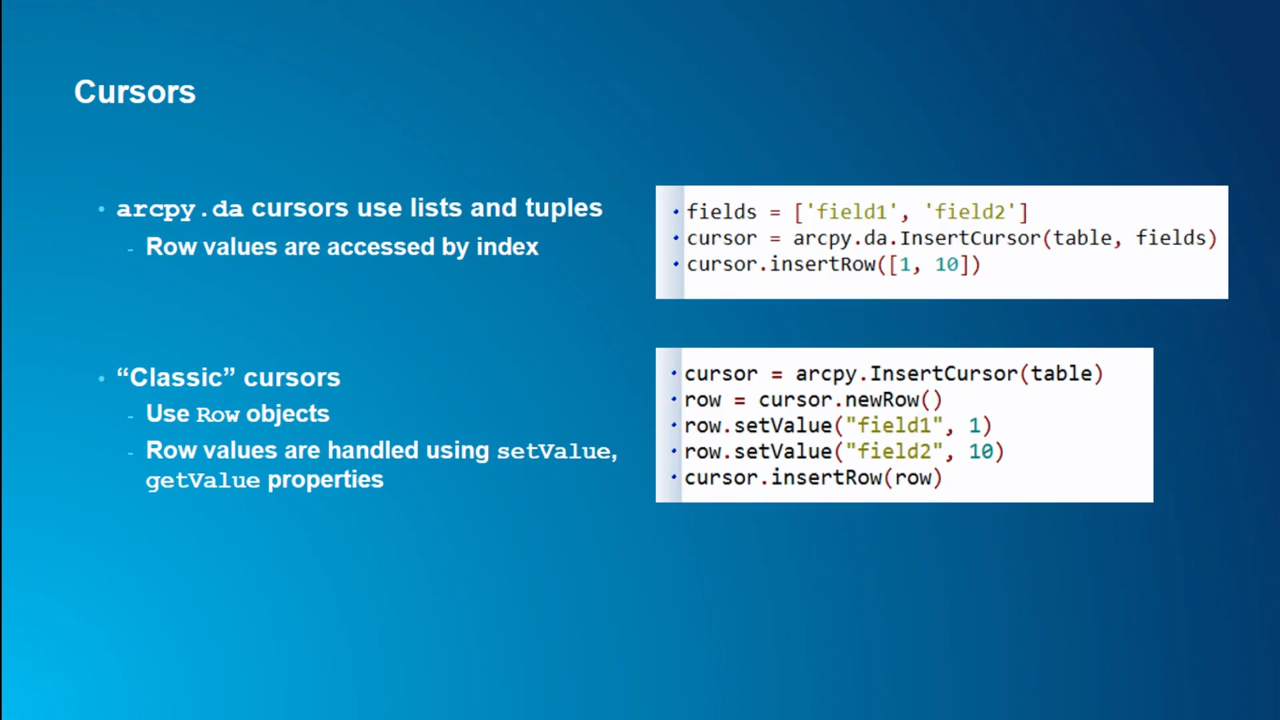 Cursors
• arcpy.da cursors use lists and tuples
- Row values are accessed by index
• fields = ['field1', 'field2']
• cursor = arcpy.da.InsertCursor(table, fields)
• cursor.insertRow([1, 10])
• “Classic” cursors
- Use Row objects
- Row values are handled using setValue,
getValue properties
• cursor = arcpy.InsertCursor(table)
• row = cursor.newRow()
• row.setValue("field1", 1)
• row.setValue("field2", 10)
• cursor.insertRow(row)